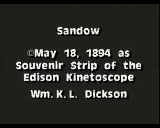 Sandow
©May 18, 1894 as
Souvenir Strip of the
Edison Kinetoscope
Wm. K. L. Dickson